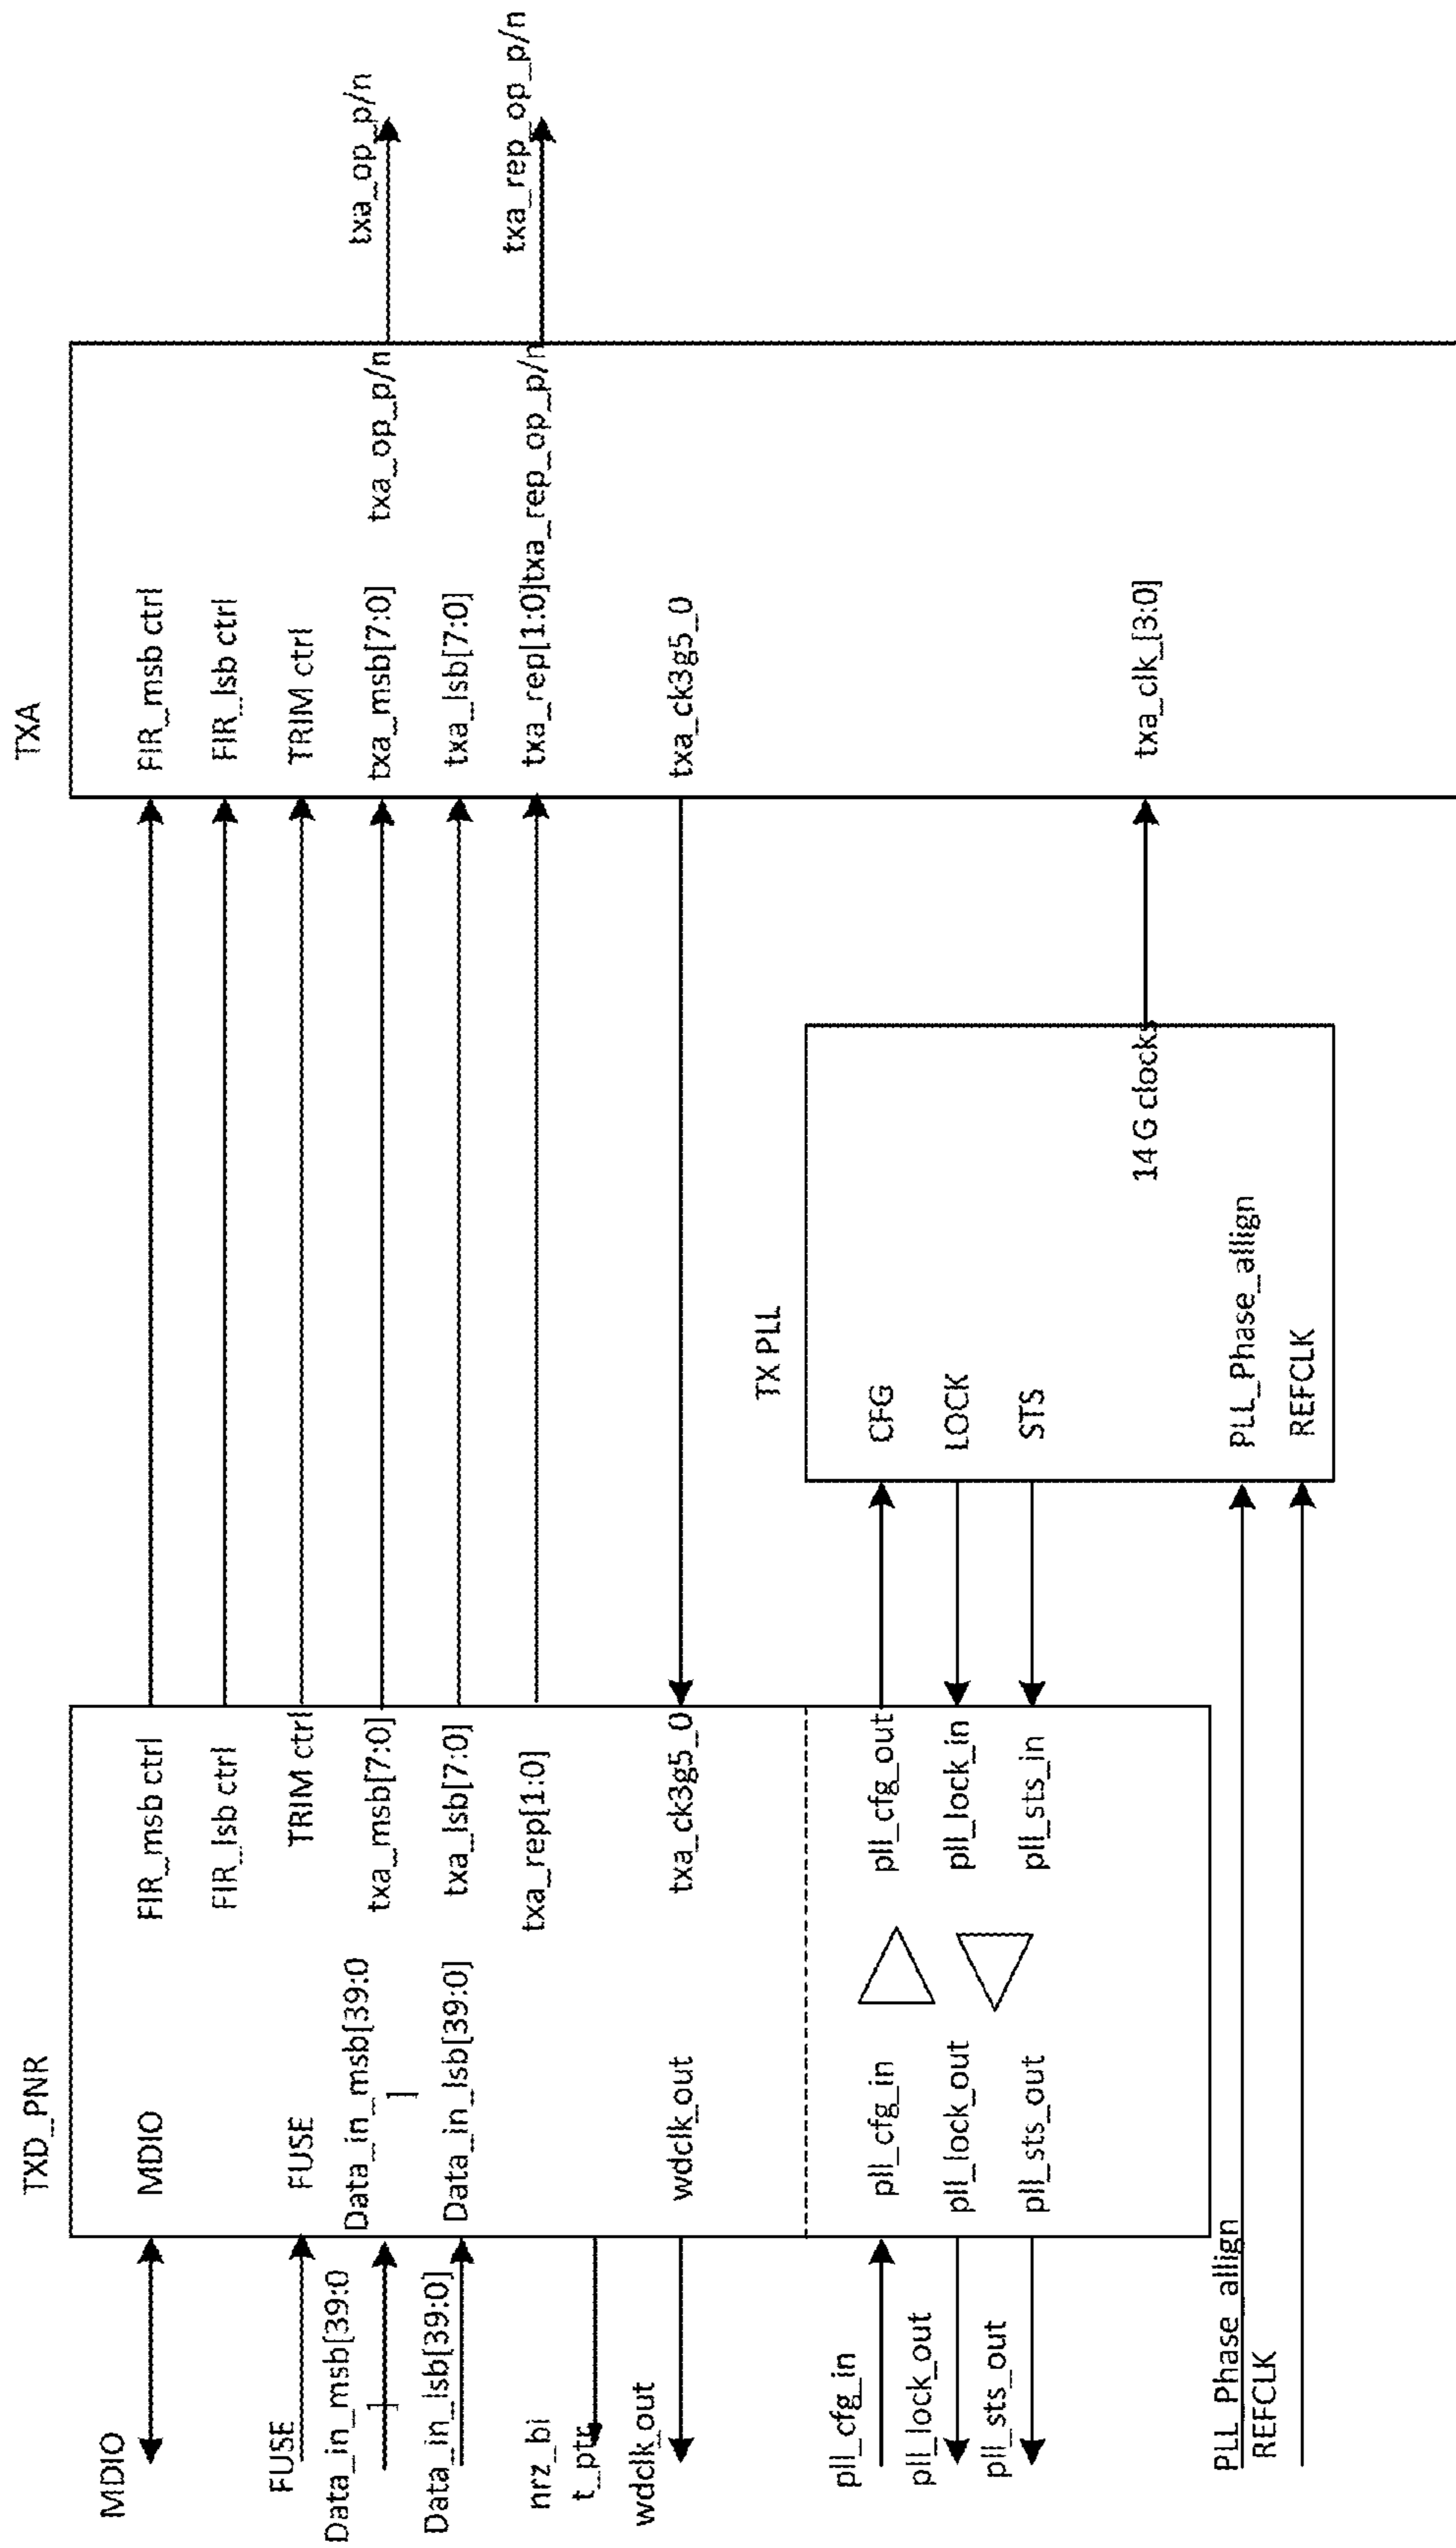 TXD_PNR
TXA
MDIO
MDIO
FIR_msb ctrl
FIR_msb ctrl
FIR_lsb ctrl
FIR_lsb ctrl
FUSE
FUSE
TRIM ctrl
TRIM ctrl
Data_in_msb[39:0
]
Data_in_msb[39:0
]
txa_msb[7:0]
txa_msb[7:0]
txa_op_p/n
txa_op_p/n
Data_in_lsb[39:0]
Data_in_lsb[39:0]
txa_lsb[7:0]
txa_lsb[7:0]
txa_rep[1:0]
txa_rep[1:0]txa_rep_op_p/n
txa_rep_op_p/n
nrz_bi
t_ptr
wdclk_out
wdclk_out
txa_ck3g5_0
txa_ck3g5_0
TX PLL
pll_cfg_in
pll_cfg_in
pll_cfg_out
CFG
pll_lock_out
pll_lock_out
pll_lock_in
LOCK
pll_sts_out
pll_sts_out
pll_sts_in
STS
14 G clocks
txa_clk_[3:0]
PLL_Phase_allign
PLL_Phase_allign
REFCLK
REFCLK